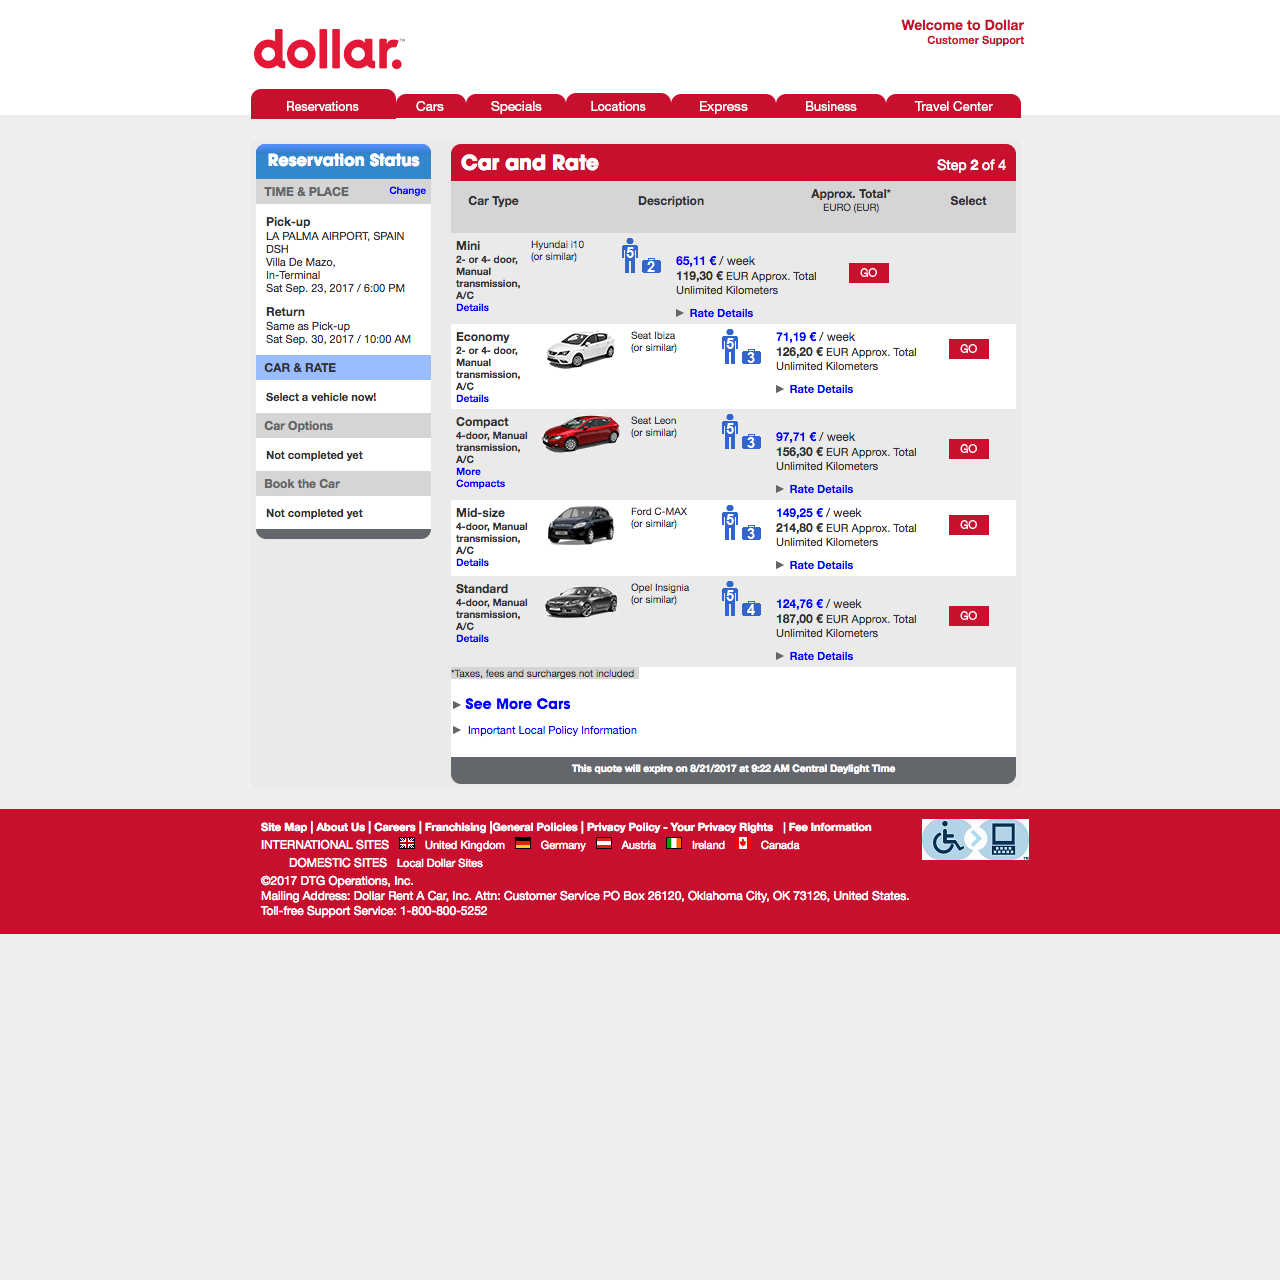 Welcome to Dollar
Customer Support
dollar.™
Reservations Cars Specials Locations Express Business Travel Center
Reservation Status
TIME & PLACE Change
Pick-up
LA PALMA AIRPORT, SPAIN
DSH
Villa De Mazo,
In-Terminal
Sat Sep. 23, 2017 / 6:00 PM
Return
Same as Pick-up
Sat Sep. 30, 2017 / 10:00 AM
CAR & RATE
Select a vehicle now!
Car Options
Not completed yet
Book the Car
Not completed yet
Car and Rate Step 2 of 4
Car Type Description Approx. Total* Select
EURO (EUR)
Mini
2- or 4- door,
Manual
transmission,
A/C
Details
Hyundai i10
(or similar)
5 2
65,11 € / week
119,30 € EUR Approx. Total
Unlimited Kilometers
Rate Details
GO
Economy
2- or 4- door,
Manual
transmission,
A/C
Details
Seat Ibiza
(or similar)
5 3
71,19 € / week
126,20 € EUR Approx. Total
Unlimited Kilometers
Rate Details
GO
Compact
4-door, Manual
transmission,
A/C
More
Compacts
Seat Leon
(or similar)
5 3
97,71 € / week
156,30 € EUR Approx. Total
Unlimited Kilometers
Rate Details
GO
Mid-size
4-door, Manual
transmission,
A/C
Details
Ford C-MAX
(or similar)
5 3
149,25 € / week
214,80 € EUR Approx. Total
Unlimited Kilometers
Rate Details
GO
Standard
4-door, Manual
transmission,
A/C
Details
Opel Insignia
(or similar)
5 4
124,76 € / week
187,00 € EUR Approx. Total
Unlimited Kilometers
Rate Details
GO
*Taxes, fees and surcharges not included
See More Cars
Important Local Policy Information
This quote will expire on 8/21/2017 at 9:22 AM Central Daylight Time
Site Map | About Us | Careers | Franchising |General Policies | Privacy Policy - Your Privacy Rights | Fee Information
INTERNATIONAL SITES United Kingdom Germany Austria Ireland Canada
DOMESTIC SITES Local Dollar Sites
©2017 DTG Operations, Inc.
Mailing Address: Dollar Rent A Car, Inc. Attn: Customer Service PO Box 26120, Oklahoma City, OK 73126, United States.
Toll-free Support Service: 1-800-800-5252